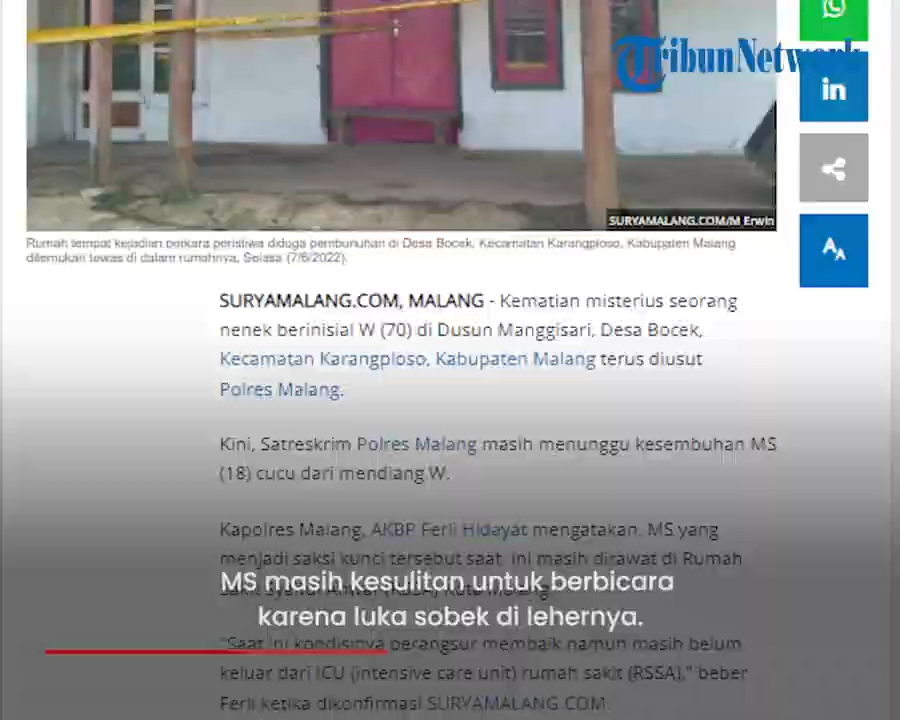 TribunNetwork
in
SURYAMALANG.COM/M Erwin
AA
Rumah tempat kejadian perkara peristiwa diduga pembunuhan di Desa Bocek, Kecamatan Karangploso, Kabupaten Malang
ditemukan tewas di dalam rumahnya, Selasa (7/6/2022).
SURYAMALANG.COM, MALANG - Kematian misterius seorang
nenek berinisial W (70) di Dusun Manggisari, Desa Bocek,
Kecamatan Karangploso, Kabupaten Malang terus diusut
Polres Malang.
Kini, Satreskrim Polres Malang masih menunggu kesembuhan MS
(18) cucu dari mendiang W.
Kapolres Malang, AKBP Ferli Hidayat mengatakan, MS yang
menjadi saksi kunci tersebut saat ini masih dirawat di Rumah
MS masih kesulitan untuk berbicara
karena luka sobek di lehernya.
"Saat ini kondisinya berangsur membaik namun masih belum
keluar dari ICU (intensive care unit) rumah sakit (RSSA)," beber
Ferli ketika dikonfirmasi SURYAMALANG.COM